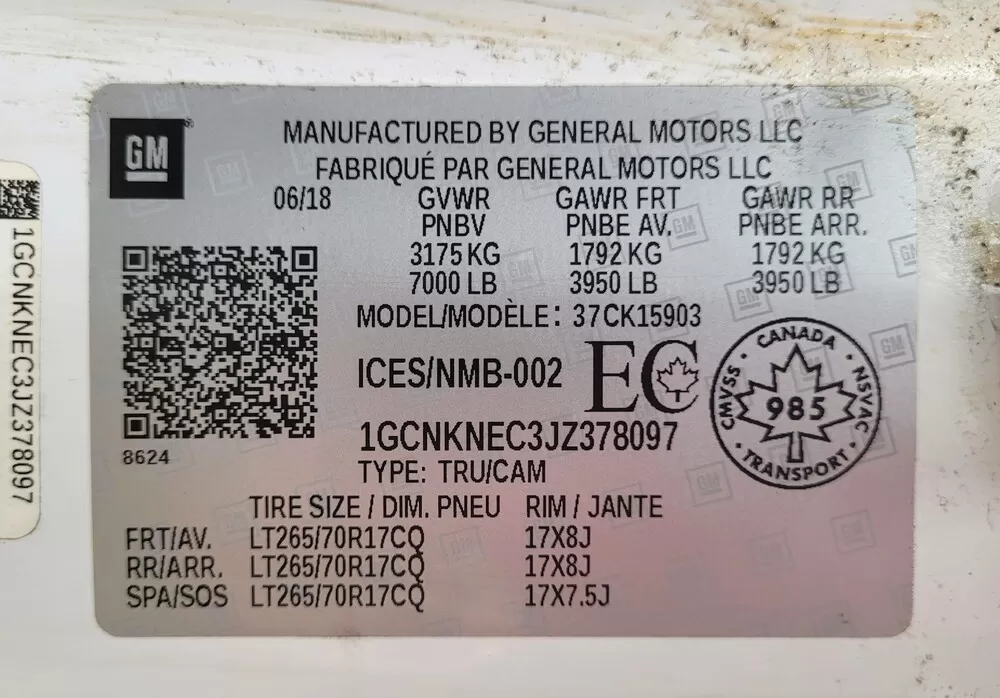 GM
MANUFACTURED BY GENERAL MOTORS LLC
FABRIQUÉ PAR GENERAL MOTORS LLC
06/18 GVWR GAWR FRT GAWR RR
PNBV PNBE AV. PNBE ARR.
3175 KG 1792 KG 1792 KG
7000 LB 3950 LB 3950 LB
MODEL/MODÈLE: 37CK15903
ICES/NMB-002 EC
1GCNKNEC3JZ378097
TYPE: TRU/CAM
8624
CANADA
CMVSS 985 NSVAC
TRANSPORT
TIRE SIZE / DIM. PNEU RIM / JANTE
FRT/AV. LT265/70R17CQ 17X8J
RR/ARR. LT265/70R17CQ 17X8J
SPA/SOS LT265/70R17CQ 17X7.5J
1GCNKNEC3JZ378097